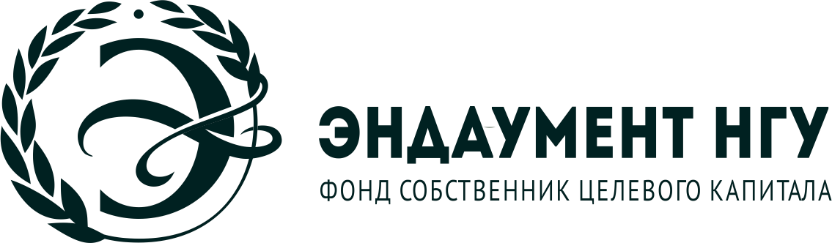 Э
ЭНДАУМЕНТ НГУ
ФОНД СОБСТВЕННИК ЦЕЛЕВОГО КАПИТАЛА